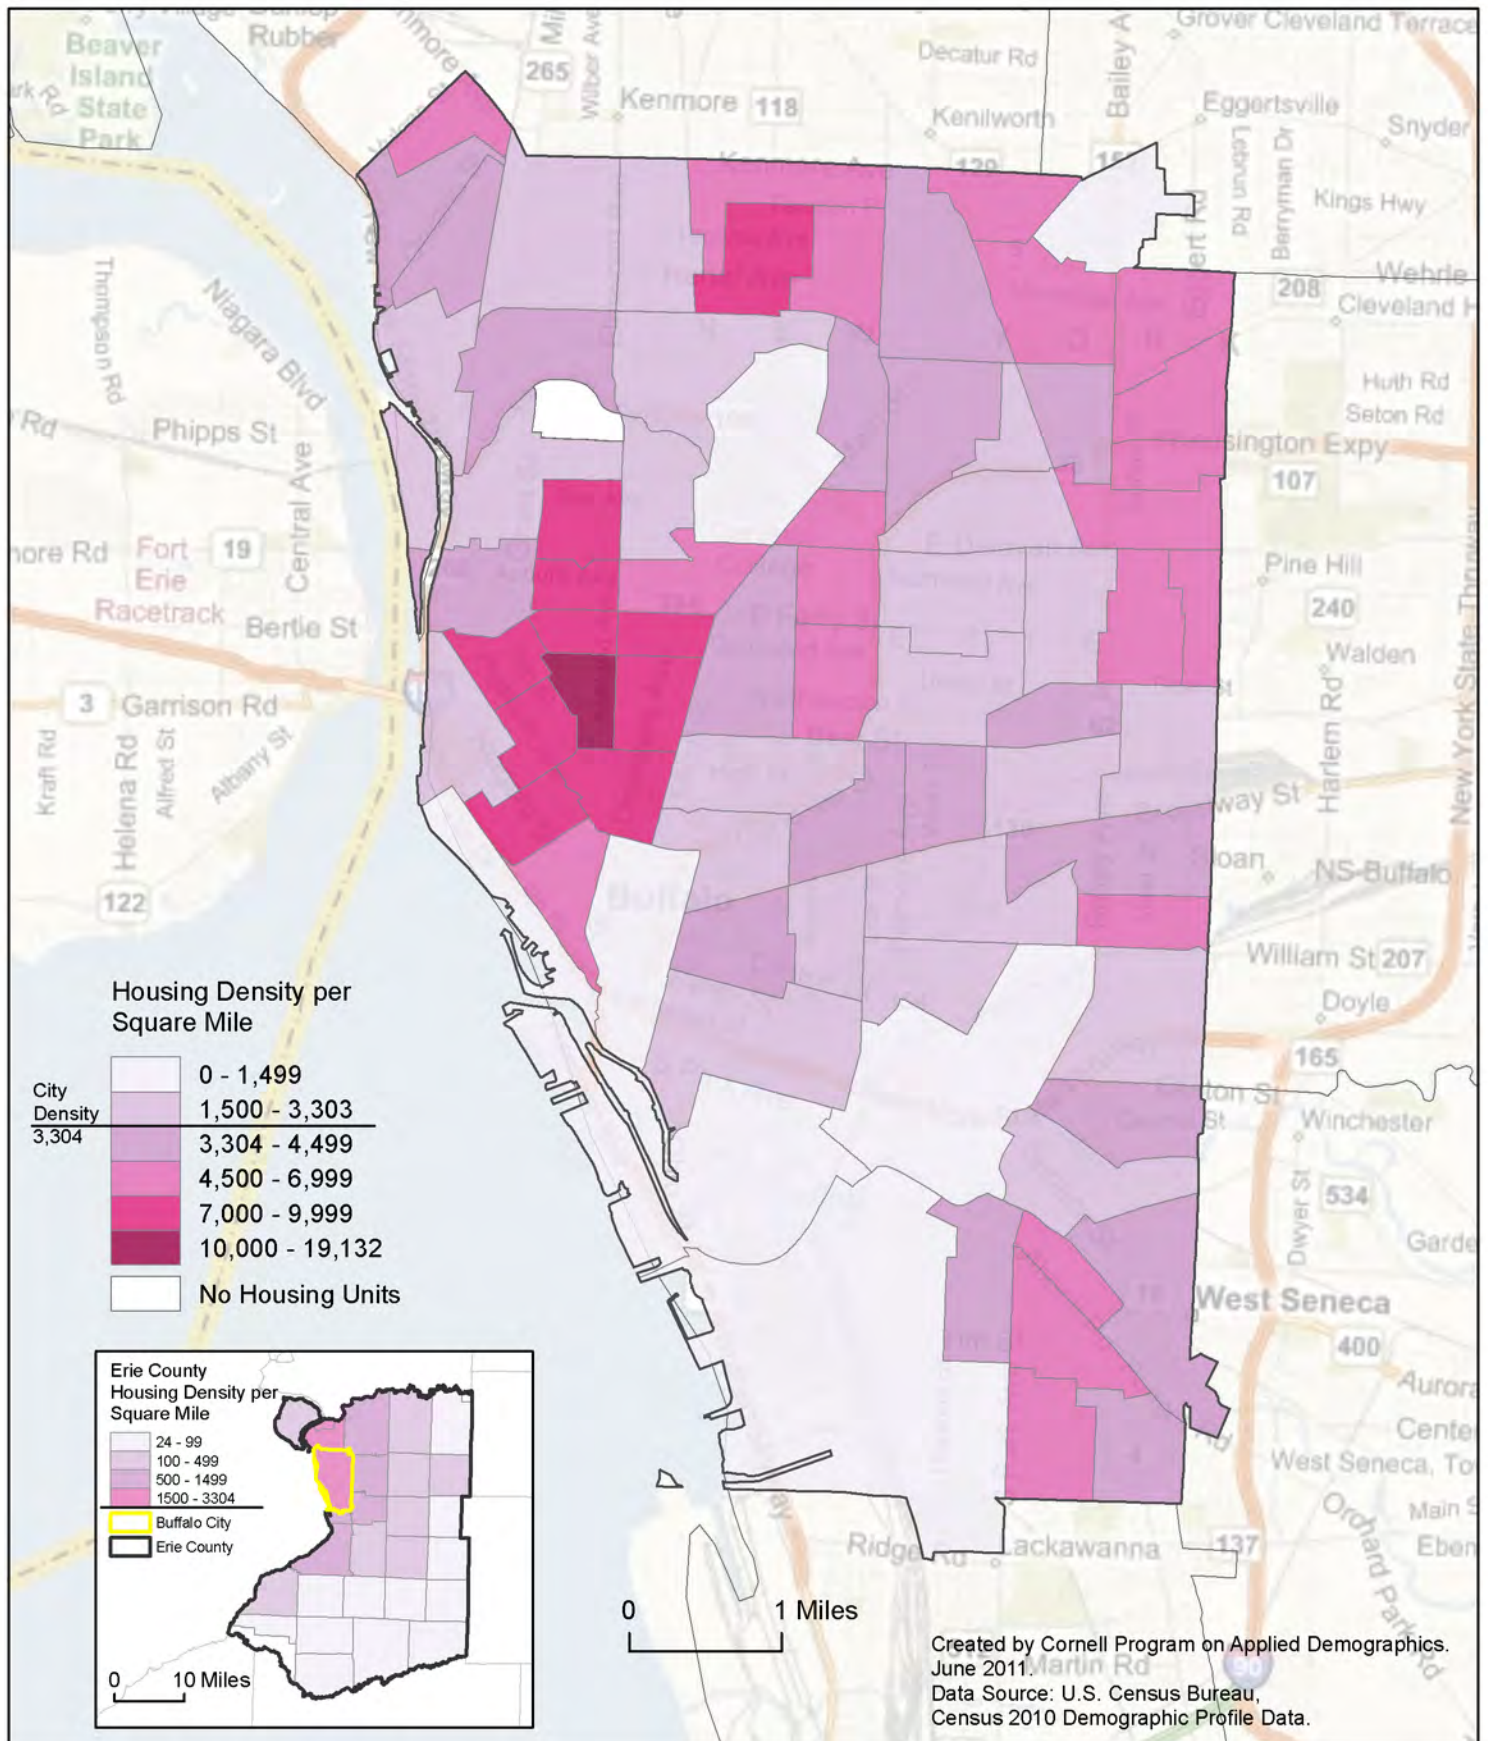 Rubber
Beaver
Island
State
Park
265
Wilber Ave
Kenmore 118
Decatur Rd
Kenilworth
Grover Cleveland Terrace
Eggertsville
Snyder
Lebrun Rd
Berryman Dr
Kings Hwy
Wehrle
208
Thompson Rd
Niagara Blvd
Huth Rd
Seton Rd
Phipps St
Central Ave
107
Fort
Erie
Racetrack
19
Bertie St
Pine Hill
240
Walden
3 Garrison Rd
Kraft Rd
Helena Rd
Alfred St
Albany St
Harlem Rd
New York State Thruway
122
Buffalo
NS-Buffalo
William St 207
Doyle
165
Winchester
534
Dwyer St
West Seneca
400
Housing Density per
Square Mile
City
Density
3,304
0 - 1,499
1,500 - 3,303
3,304 - 4,499
4,500 - 6,999
7,000 - 9,999
10,000 - 19,132
No Housing Units
Erie County
Housing Density per
Square Mile
24 - 99
100 - 499
500 - 1499
1500 - 3304
Buffalo City
Erie County
0 10 Miles
0 1 Miles
Ridge Rd
Lackawanna
137
Orchard Park Rd
Martin Rd
90
Created by Cornell Program on Applied Demographics.
June 2011.
Data Source: U.S. Census Bureau,
Census 2010 Demographic Profile Data.